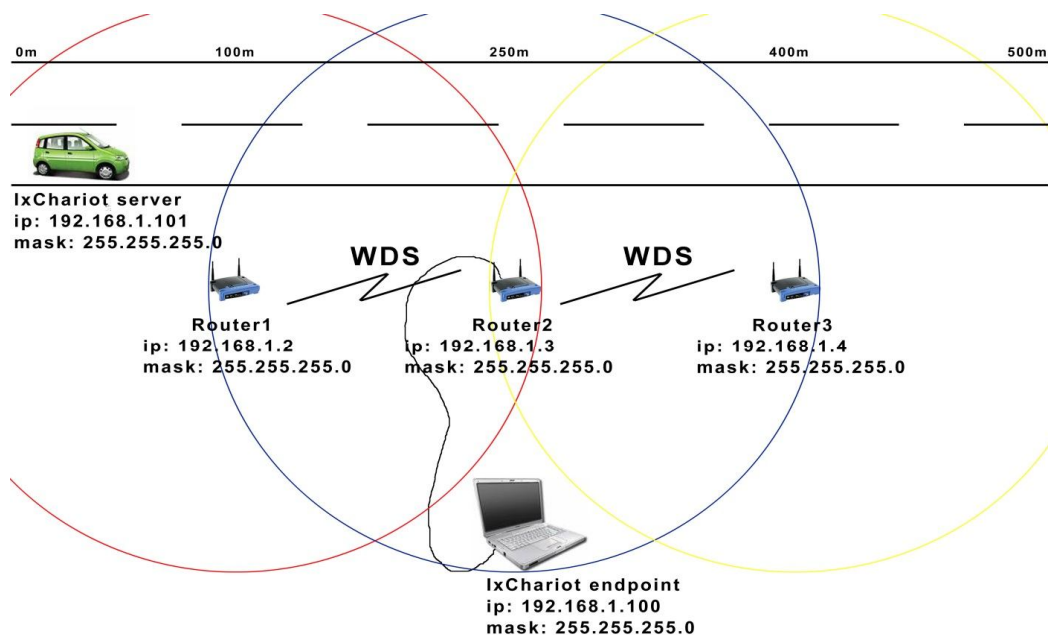 0m 100m 250m 400m 500m
IxChariot server
ip: 192.168.1.101
mask: 255.255.255.0
WDS WDS
Router1
ip: 192.168.1.2
mask: 255.255.255.0
Router2
ip: 192.168.1.3
mask: 255.255.255.0
Router3
ip: 192.168.1.4
mask: 255.255.255.0
IxChariot endpoint
ip: 192.168.1.100
mask: 255.255.255.0